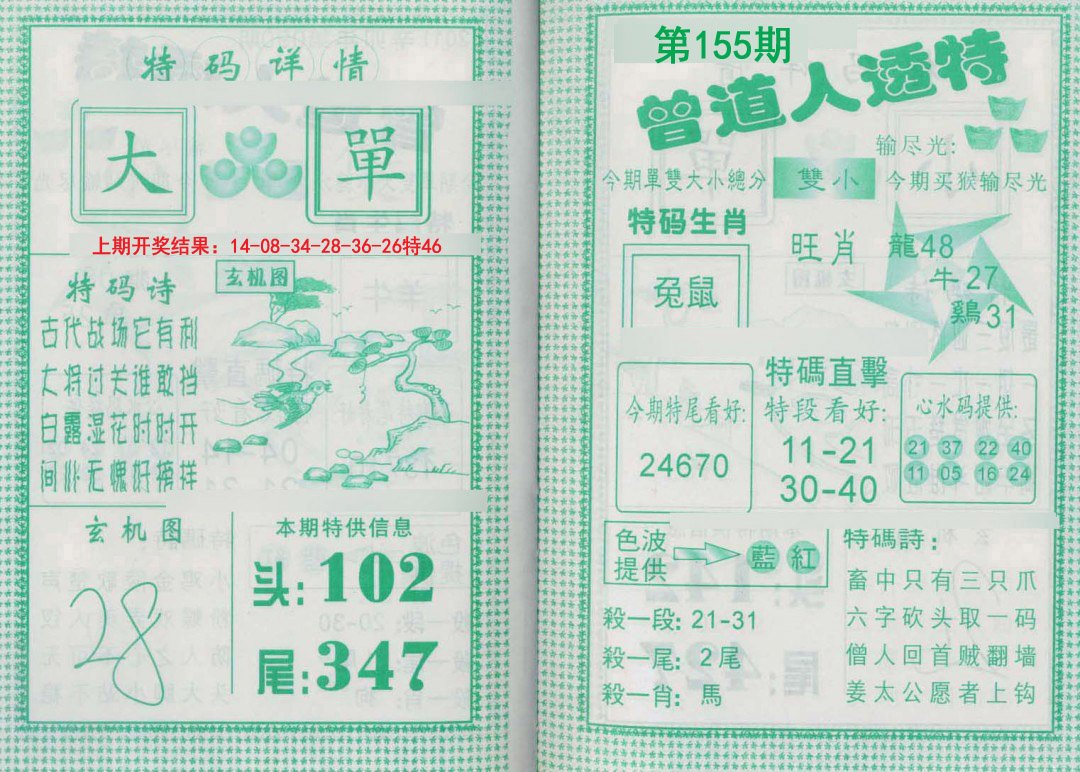 特码详情
大
單
上期开奖结果：14-08-34-28-36-26特46
特码诗
玄机图
古代战场它有利
大将过关谁敢挡
白露湿花时时开
玄机图
28
本期特供信息
头:102
尾:347
第155期
曾道人透特
输尽光:
今期單雙大小總分
雙小
今期买猴输尽光
特码生肖
兔鼠
旺肖
龍48
牛27
鷄31
今期特尾看好:
24670
特碼直擊
特段看好:
11-21
30-40
心水码提供:
21 37 22 40
11 05 16 24
色波
提供
藍紅
殺一段: 21-31
殺一尾: 2尾
殺一肖: 馬
特碼詩:
畜中只有三只爪
六字砍头取一码
僧人回首贼翻墙
姜太公愿者上钩